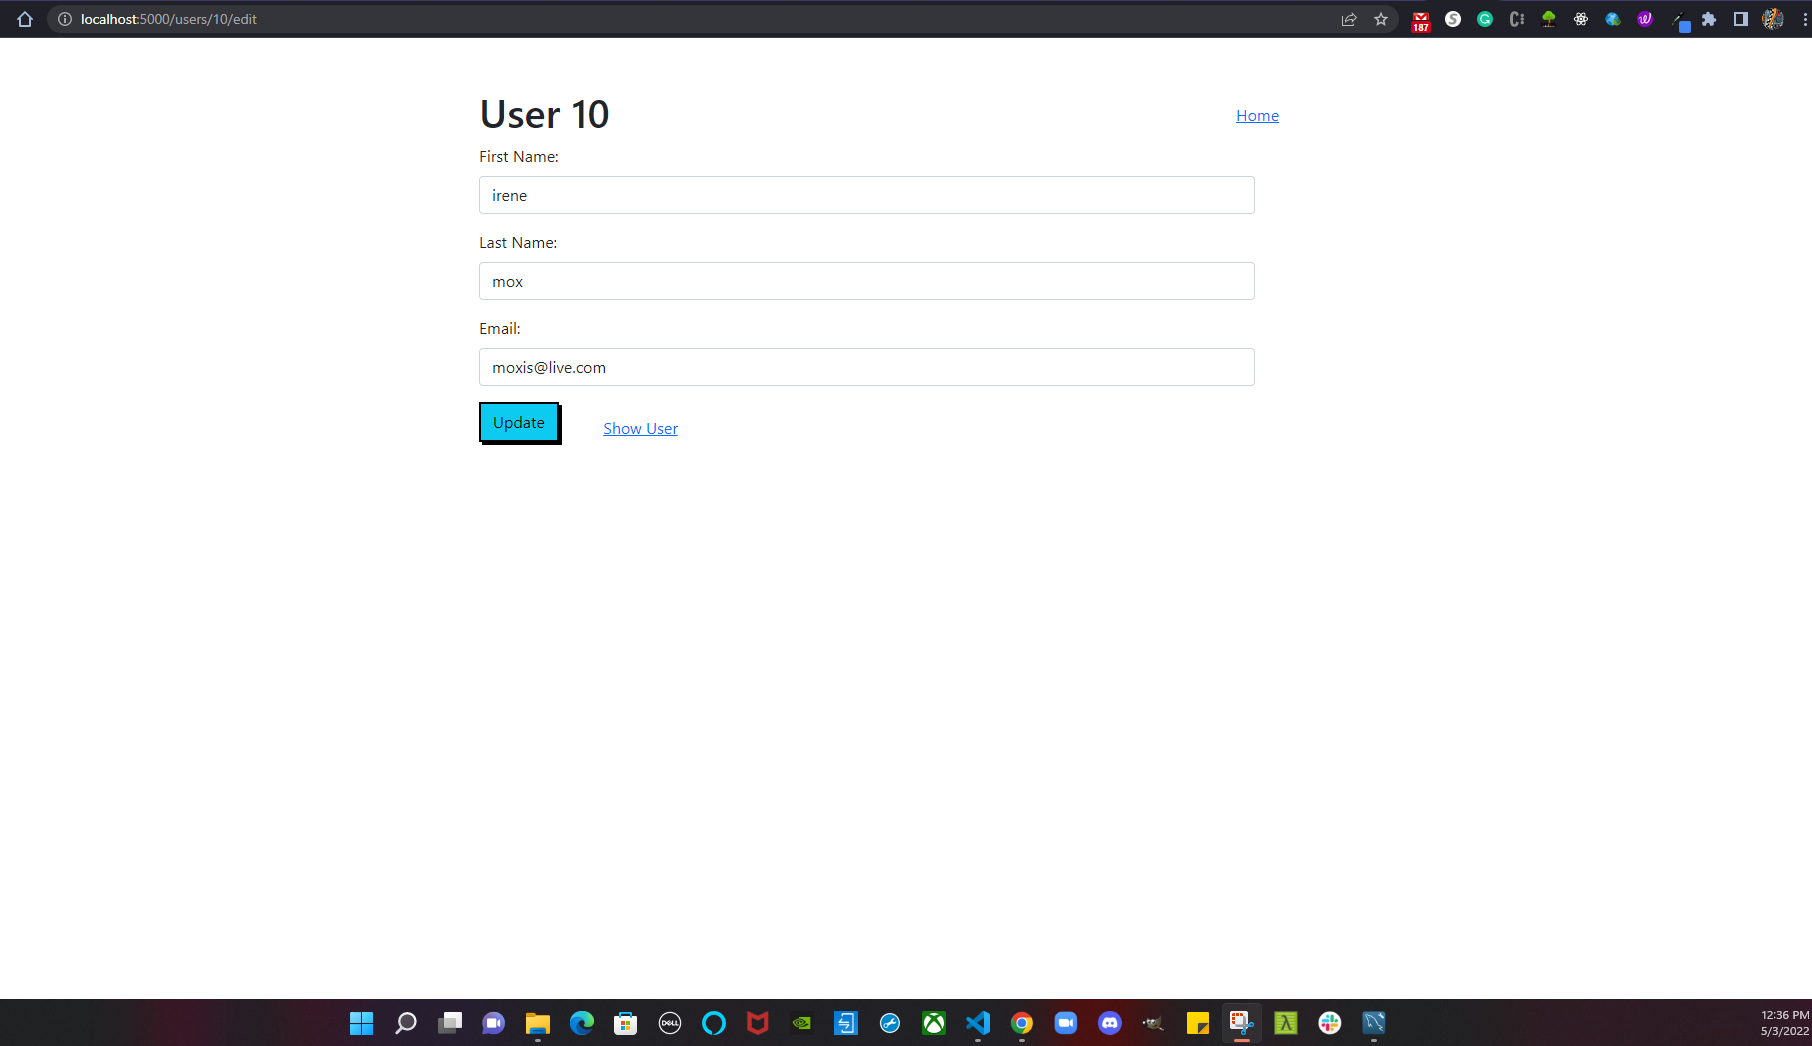 localhost:5000/users/10/edit
187
User 10
Home
First Name:
irene
Last Name:
mox
Email:
moxis@live.com
Update
Show User
DELL
12:36 PM
5/3/2022